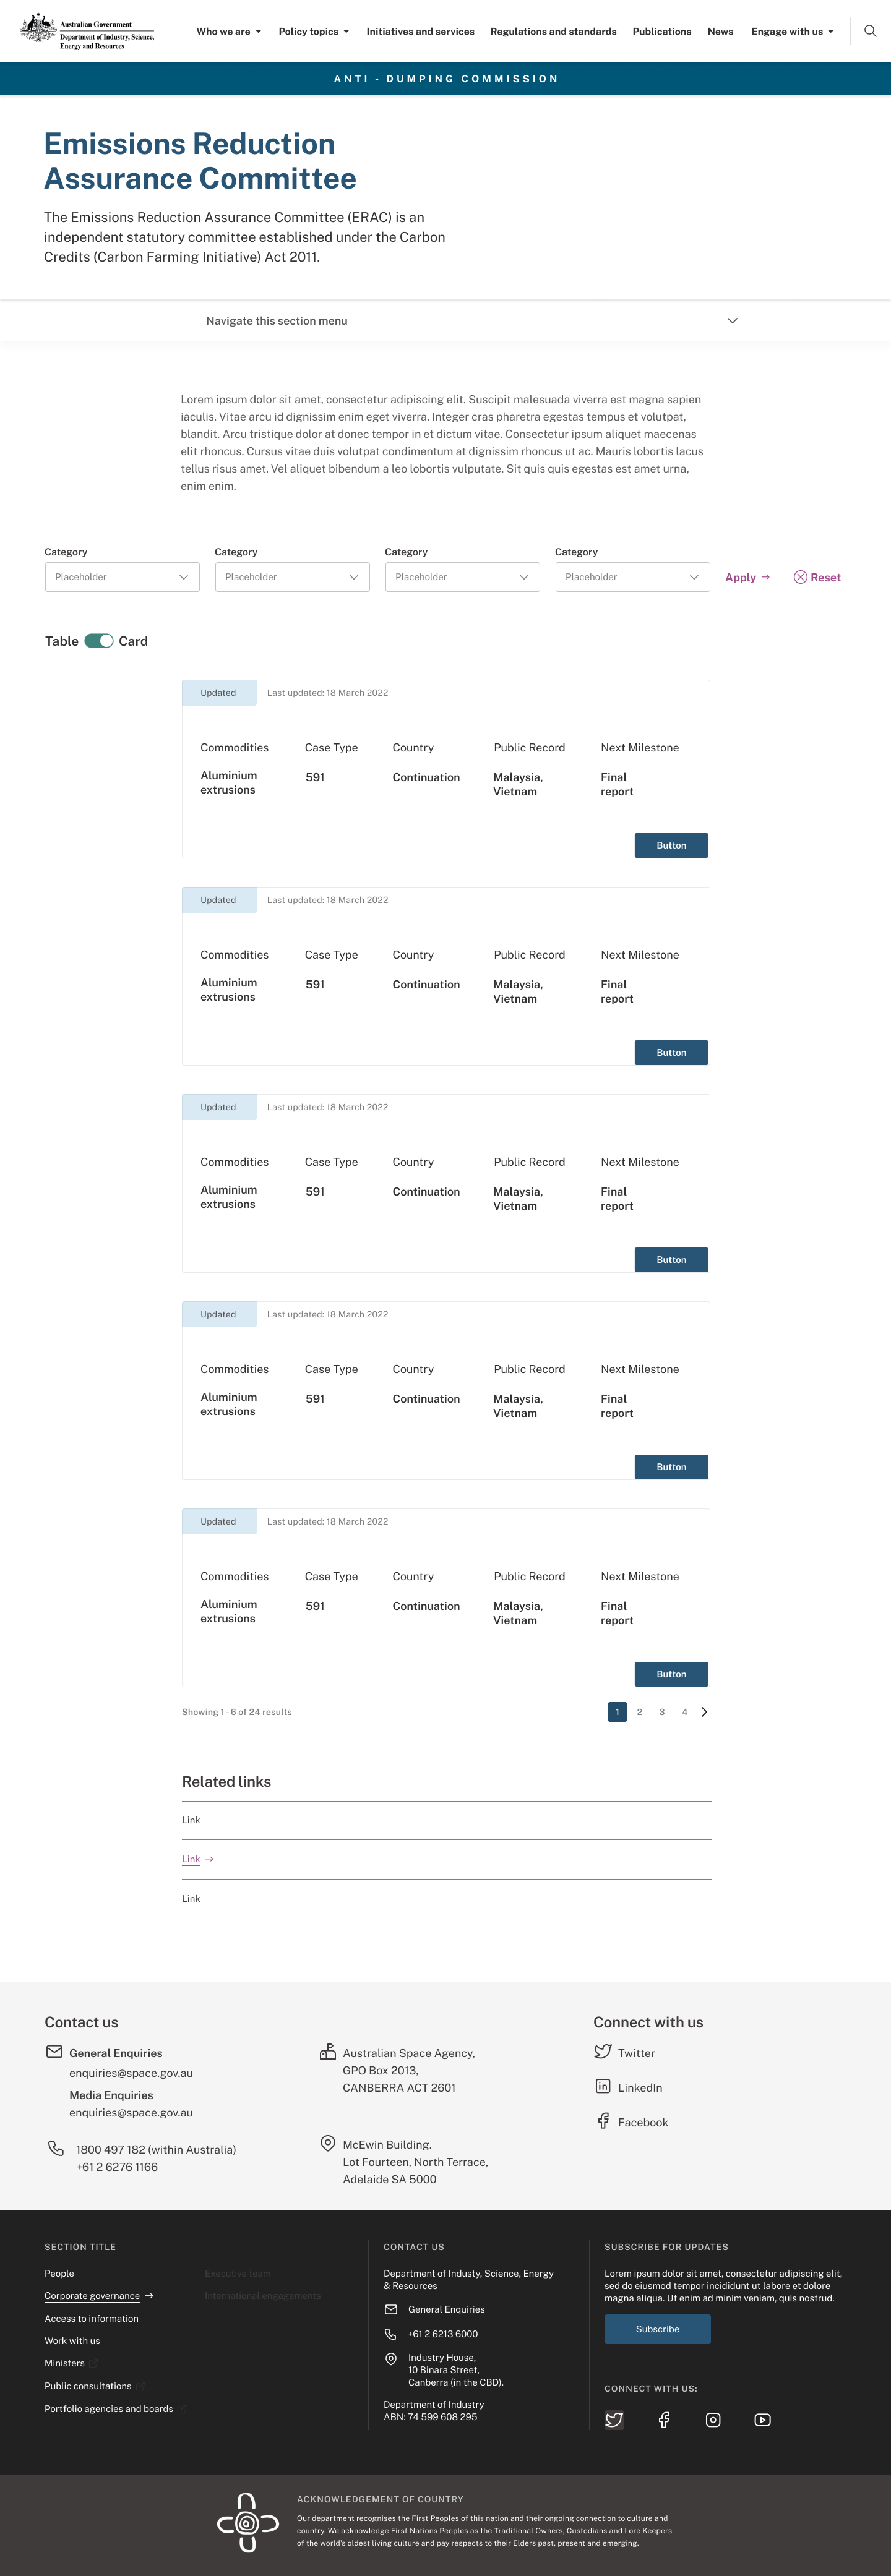 Australian Government
Department of Industry, Science,
Energy and Resources
Who we are
Policy topics
Initiatives and services
Regulations and standards
Publications
News
Engage with us
ANTI - DUMPING COMMISSION
Emissions Reduction
Assurance Committee
The Emissions Reduction Assurance Committee (ERAC) is an
independent statutory committee established under the Carbon
Credits (Carbon Farming Initiative) Act 2011.
Navigate this section menu
Lorem ipsum dolor sit amet, consectetur adipiscing elit. Suscipit malesuada viverra est magna sapien
iaculis. Vitae arcu id dignissim enim eget viverra. Integer cras pharetra egestas tempus et volutpat,
blandit. Arcu tristique dolor at donec tempor in et dictum vitae. Consectetur ipsum aliquet maecenas
elit rhoncus. Cursus vitae duis volutpat condimentum at dignissim rhoncus ut ac. Mauris lobortis lacus
tellus risus amet. Vel aliquet bibendum a leo lobortis vulputate. Sit quis quis egestas est amet urna,
enim enim.
Category Category Category Category
Placeholder Placeholder Placeholder Placeholder Apply Reset
Table Card
Updated Last updated: 18 March 2022
Commodities Case Type Country Public Record Next Milestone
Aluminium 591 Continuation Malaysia, Final
extrusions Vietnam report
Button
Updated Last updated: 18 March 2022
Commodities Case Type Country Public Record Next Milestone
Aluminium 591 Continuation Malaysia, Final
extrusions Vietnam report
Button
Updated Last updated: 18 March 2022
Commodities Case Type Country Public Record Next Milestone
Aluminium 591 Continuation Malaysia, Final
extrusions Vietnam report
Button
Updated Last updated: 18 March 2022
Commodities Case Type Country Public Record Next Milestone
Aluminium 591 Continuation Malaysia, Final
extrusions Vietnam report
Button
Updated Last updated: 18 March 2022
Commodities Case Type Country Public Record Next Milestone
Aluminium 591 Continuation Malaysia, Final
extrusions Vietnam report
Button
Showing 1 - 6 of 24 results 1 2 3 4
Related links
Link
Link
Link
Contact us
General Enquiries
enquiries@space.gov.au
Media Enquiries
enquiries@space.gov.au
1800 497 182 (within Australia)
+61 2 6276 1166
Australian Space Agency,
GPO Box 2013,
CANBERRA ACT 2601
McEwin Building.
Lot Fourteen, North Terrace,
Adelaide SA 5000
Connect with us
Twitter
LinkedIn
Facebook
SECTION TITLE
People
Corporate governance
Access to information
Work with us
Ministers
Public consultations
Portfolio agencies and boards
Executive team
International engagements
CONTACT US
Department of Industy, Science, Energy
& Resources
General Enquiries
+61 2 6213 6000
Industry House,
10 Binara Street,
Canberra (in the CBD).
Department of Industry
ABN: 74 599 608 295
SUBSCRIBE FOR UPDATES
Lorem ipsum dolor sit amet, consectetur adipiscing elit,
sed do eiusmod tempor incididunt ut labore et dolore
magna aliqua. Ut enim ad minim veniam, quis nostrud.
Subscribe
CONNECT WITH US:
ACKNOWLEDGEMENT OF COUNTRY
Our department recognises the First Peoples of this nation and their ongoing connection to culture and
country. We acknowledge First Nations Peoples as the Traditional Owners, Custodians and Lore Keepers
of the world's oldest living culture and pay respects to their Elders past, present and emerging.